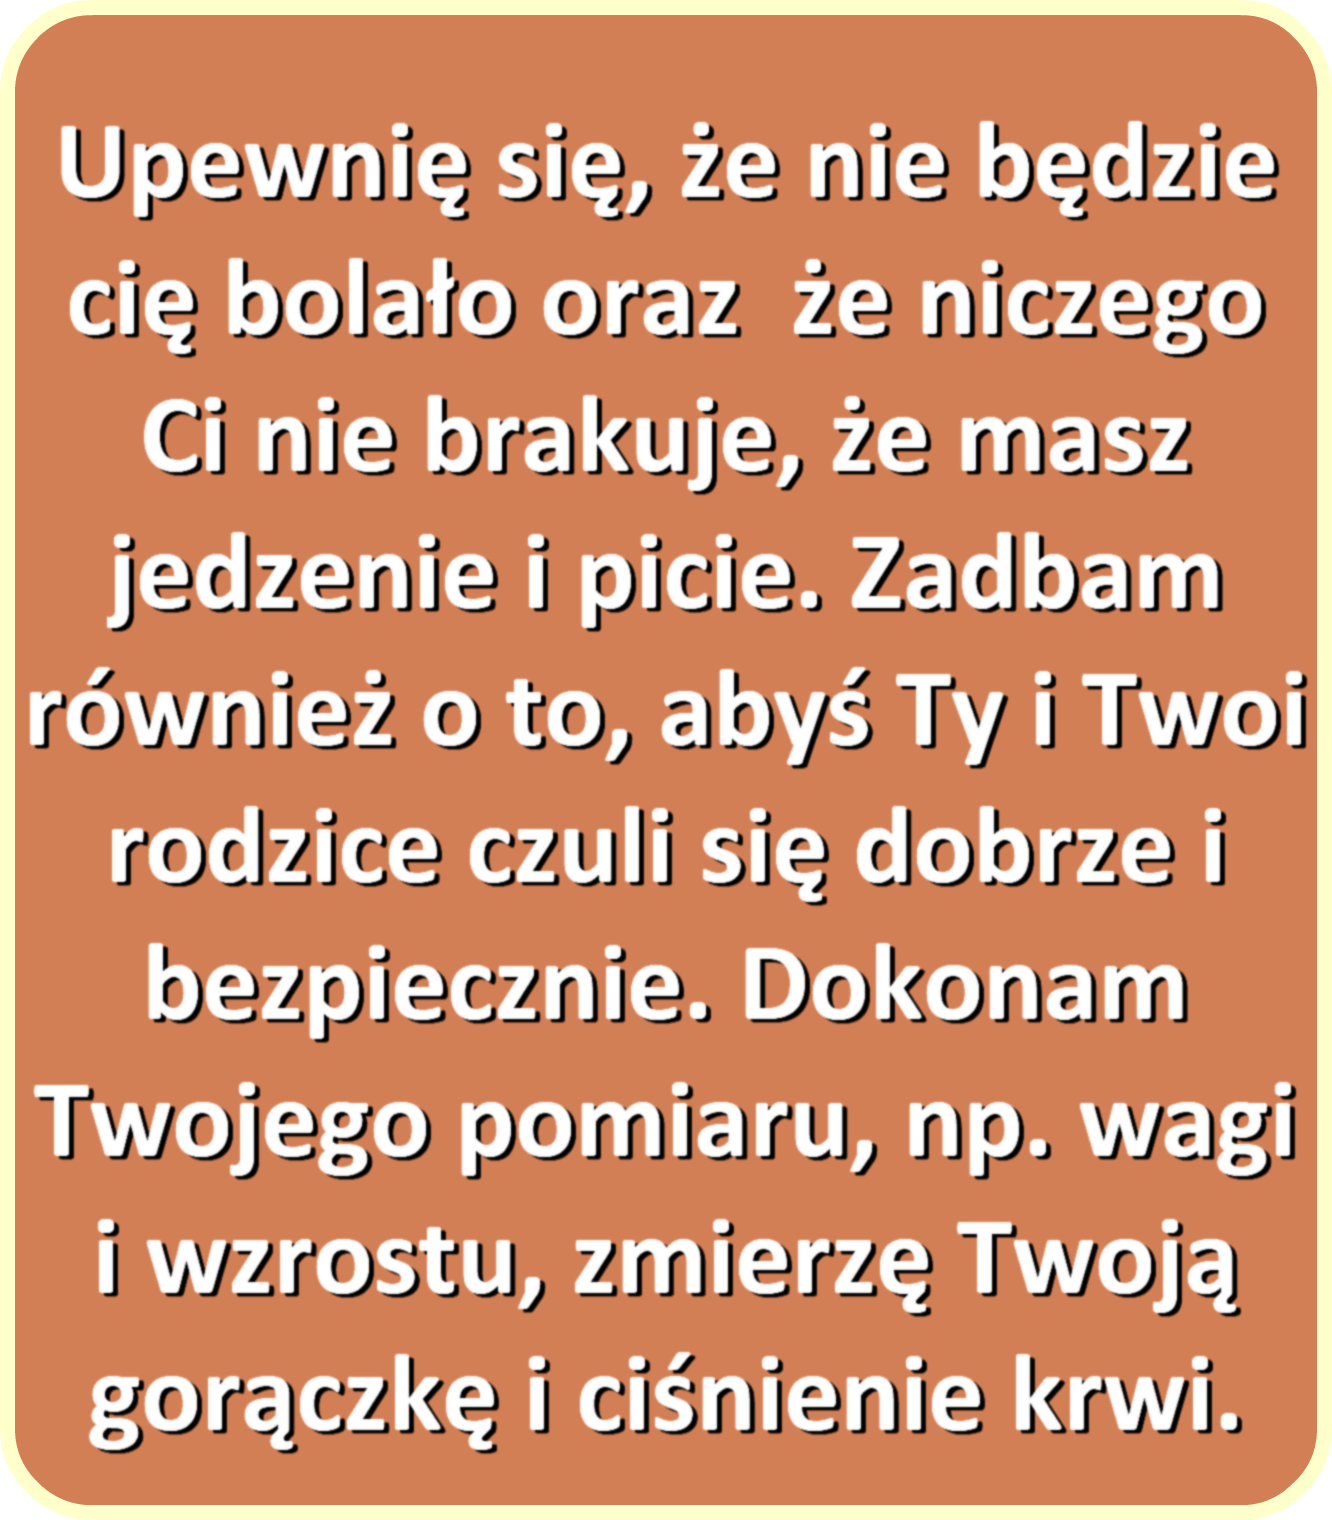 Upewnię się, że nie będzie
cię bolało oraz  że niczego
Ci nie brakuje, że masz
jedzenie i picie. Zadbam
również o to, abyś Ty i Twoi
rodzice czuli się dobrze i
bezpiecznie. Dokonam
Twojego pomiaru, np. wagi
i wzrostu, zmierzę Twoją
gorączkę i ciśnienie krwi.